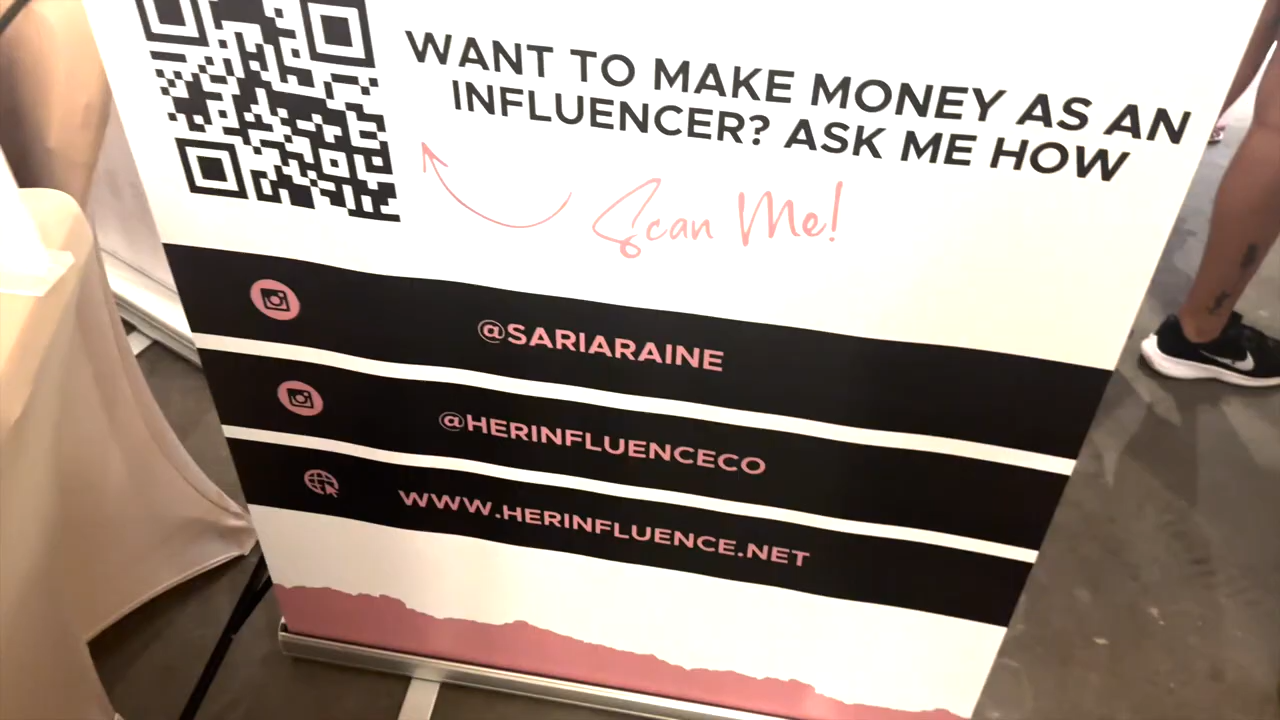 WANT TO MAKE MONEY AS AN
INFLUENCER? ASK ME HOW
Scan Me!
@SARIARAINE
@HERINFLUENCECO
WWW.HERINFLUENCE.NET